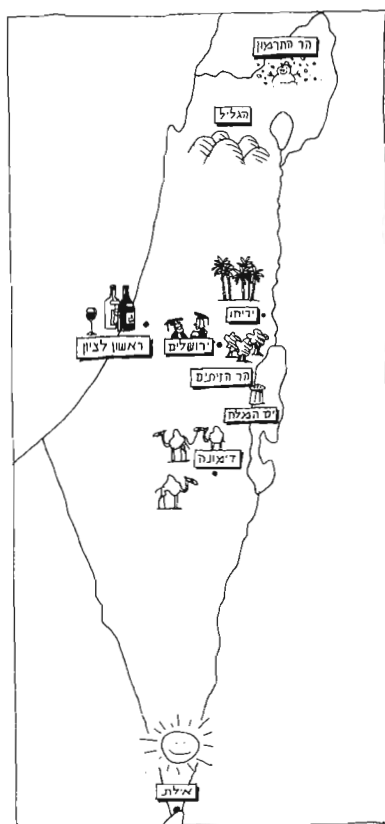 הר החרמון
הגליל
יריחו
ירושלים
ראשון לציון
הר הזיתים
ים המלח
דימונה
אילת